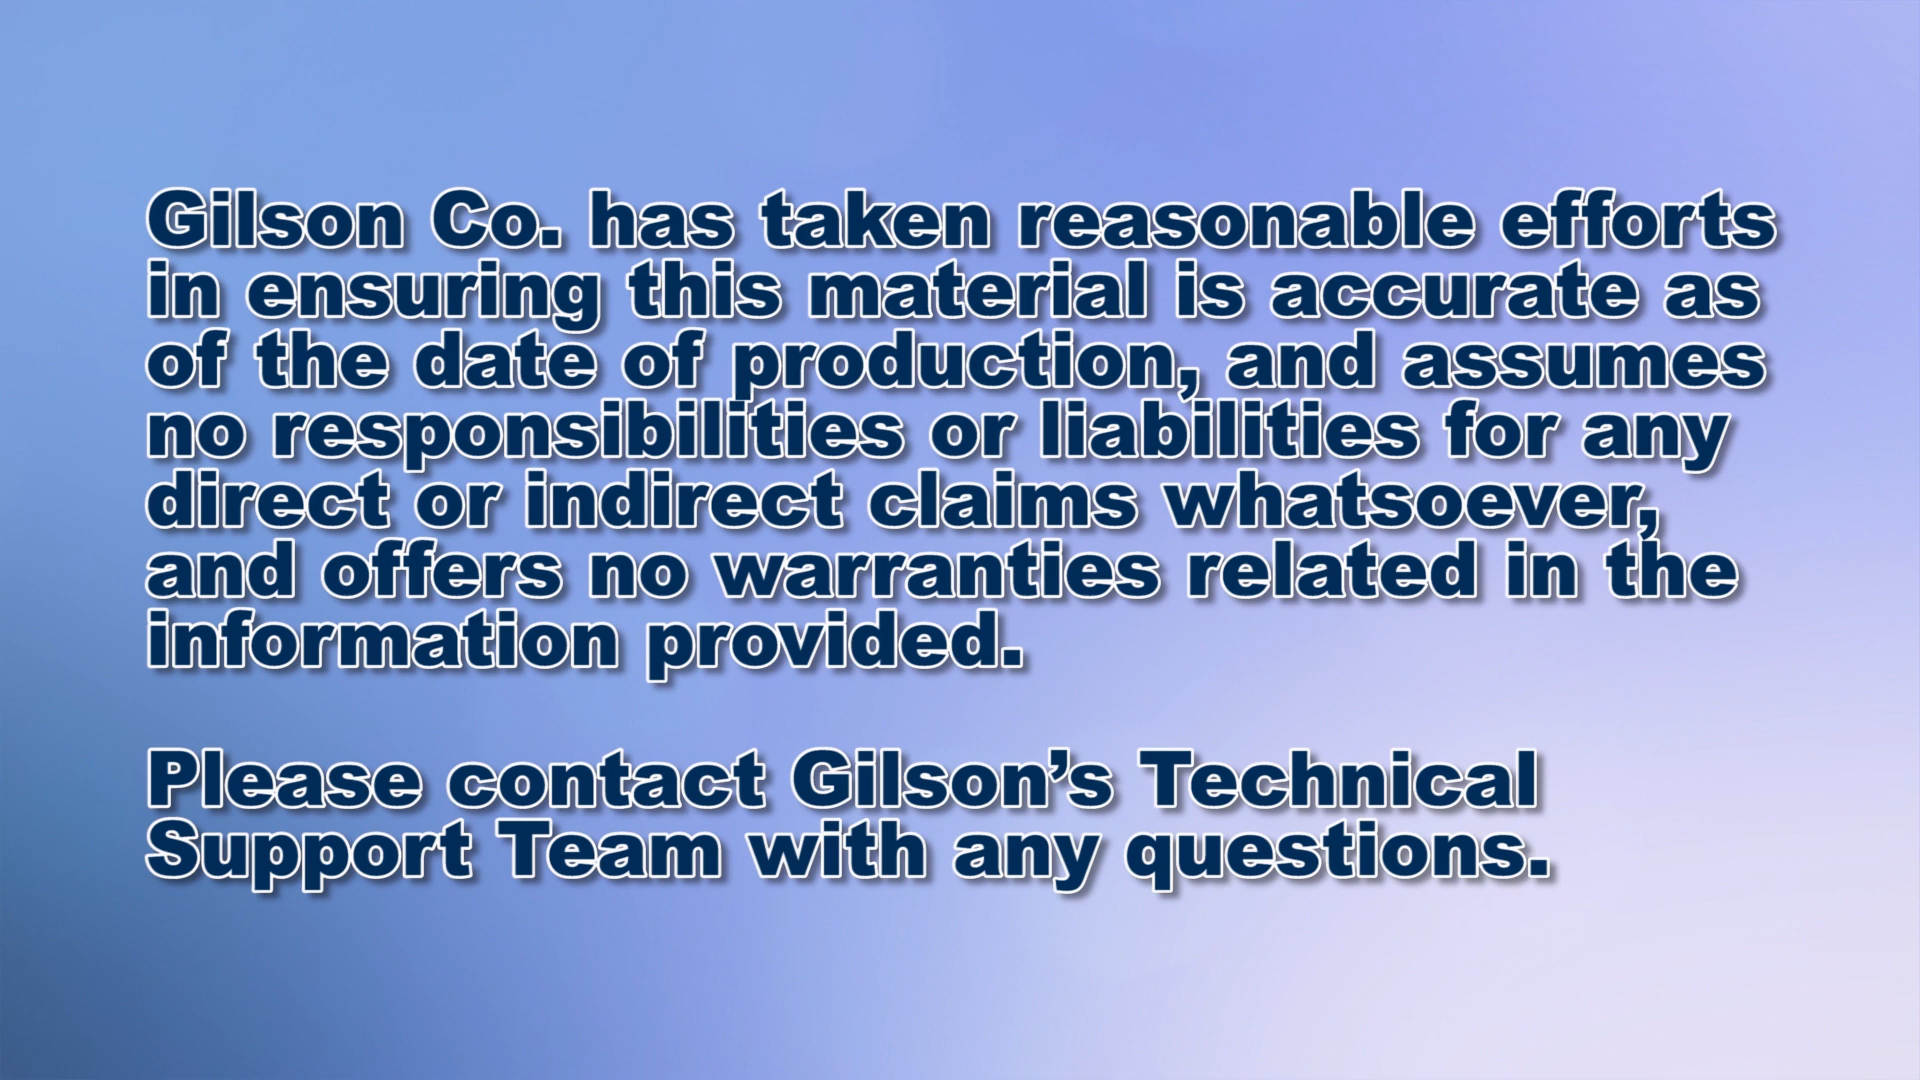 Gilson Co. has taken reasonable efforts
in ensuring this material is accurate as
of the date of production, and assumes
no responsibilities or liabilities for any
direct or indirect claims whatsoever,
and offers no warranties related in the
information provided.
Please contact Gilson’s Technical
Support Team with any questions.